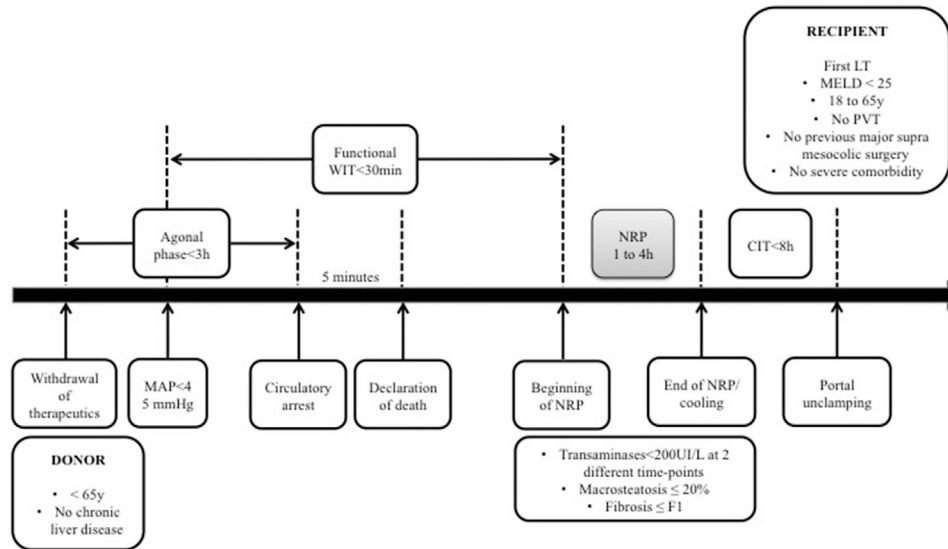 RECIPIENT
First LT
• MELD < 25
• 18 to 65y
• No PVT
• No previous major supra
mesocolic surgery
• No severe comorbidity
Functional
WIT<30min
Agonal
phase<3h
NRP
1 to 4h
CIT<8h
5 minutes
Withdrawal
of
therapeutics
MAP<4
5 mmHg
Circulatory
arrest
Declaration
of death
Beginning
of NRP
End of NRP/
cooling
Portal
unclamping
DONOR
• < 65y
• No chronic
liver disease
• Transaminases<200UI/L at 2
different time-points
• Macrosteatosis ≤ 20%
• Fibrosis ≤ F1